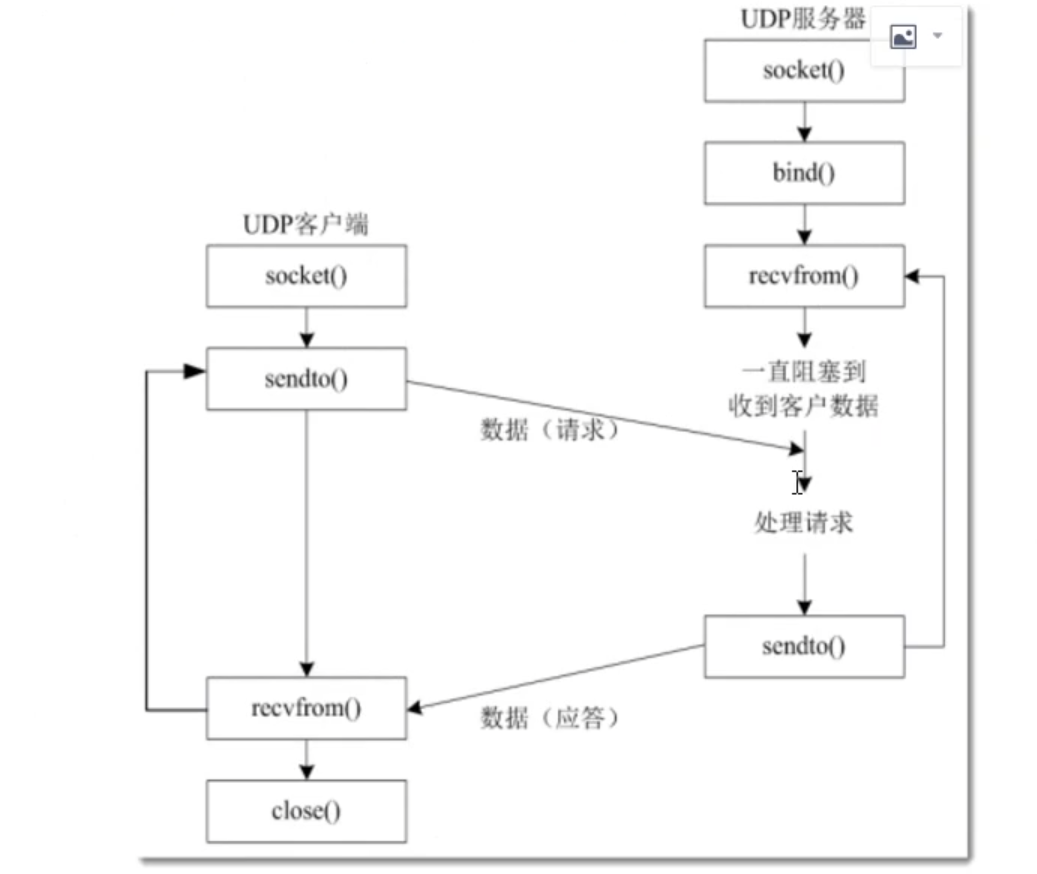 UDP服务器
socket()
bind()
recvfrom()
一直阻塞到
收到客户数据
处理请求
sendto()
UDP客户端
socket()
sendto()
数据（请求）
recvfrom()
数据（应答）
close()